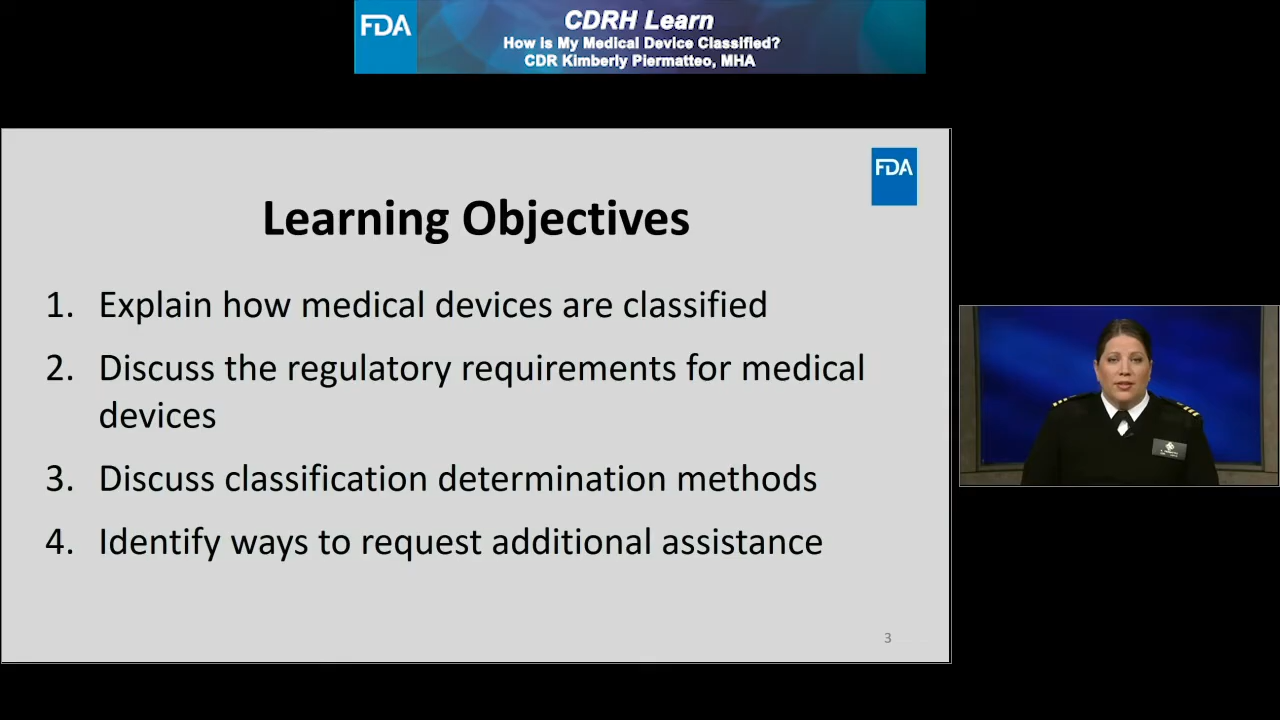 FDA
CDRH Learn
How is My Medical Device Classified?
CDR Kimberly Piermatteo, MHA
FDA
Learning Objectives
1. Explain how medical devices are classified
2. Discuss the regulatory requirements for medical
devices
3. Discuss classification determination methods
4. Identify ways to request additional assistance
3